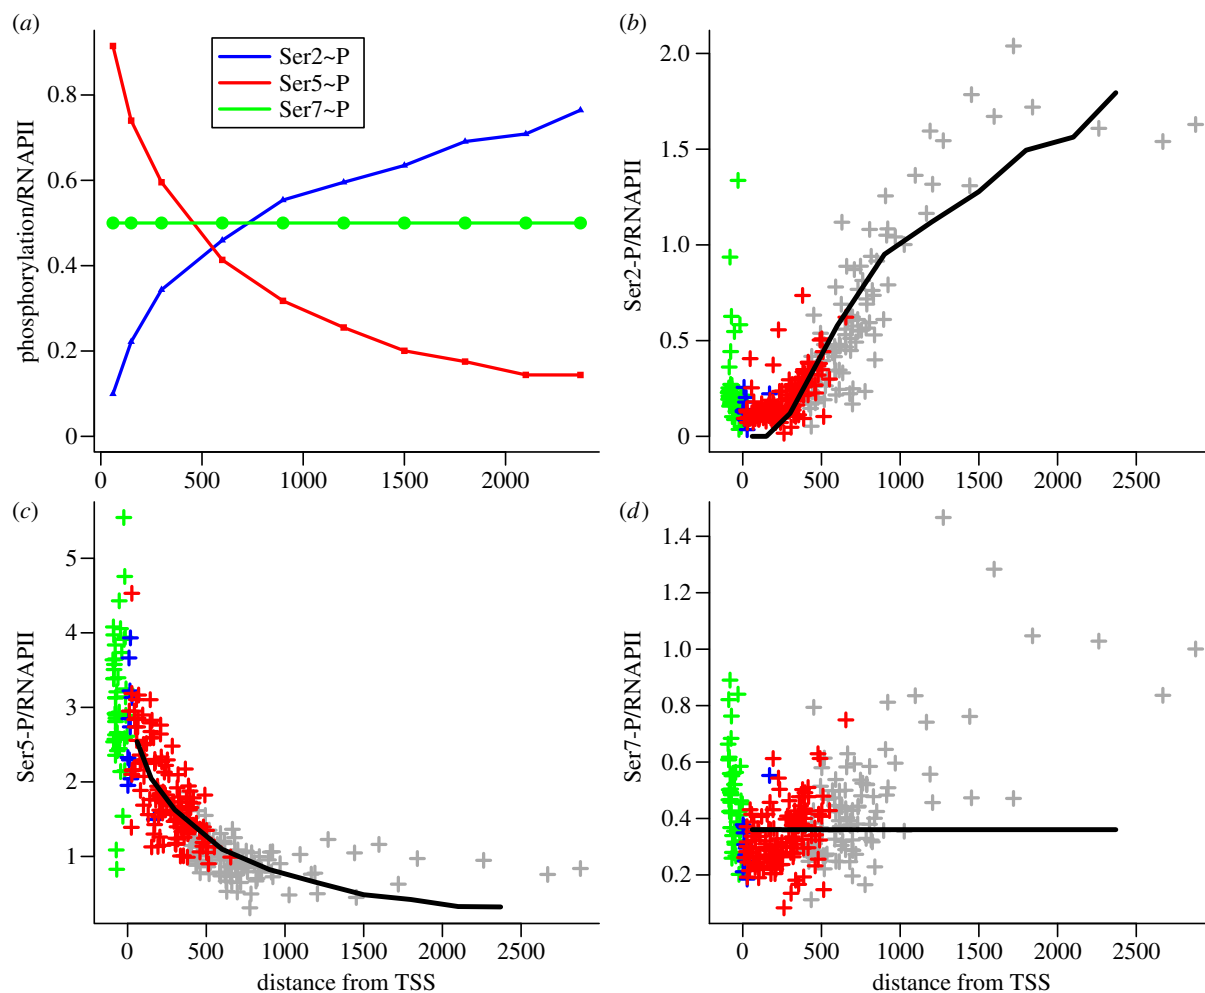 (a)
phosphorylation/RNAPII
0.8
0.6
0.4
0.2
0
Ser2~P
Ser5~P
Ser7~P
0 500 1000 1500 2000
(b)
Ser2-P/RNAPII
2.0
1.5
1.0
0.5
0
0 500 1000 1500 2000 2500
(c)
Ser5-P/RNAPII
5
4
3
2
1
0 500 1000 1500 2000 2500
distance from TSS
(d)
Ser7-P/RNAPII
1.4
1.2
1.0
0.8
0.6
0.4
0.2
0 500 1000 1500 2000 2500
distance from TSS